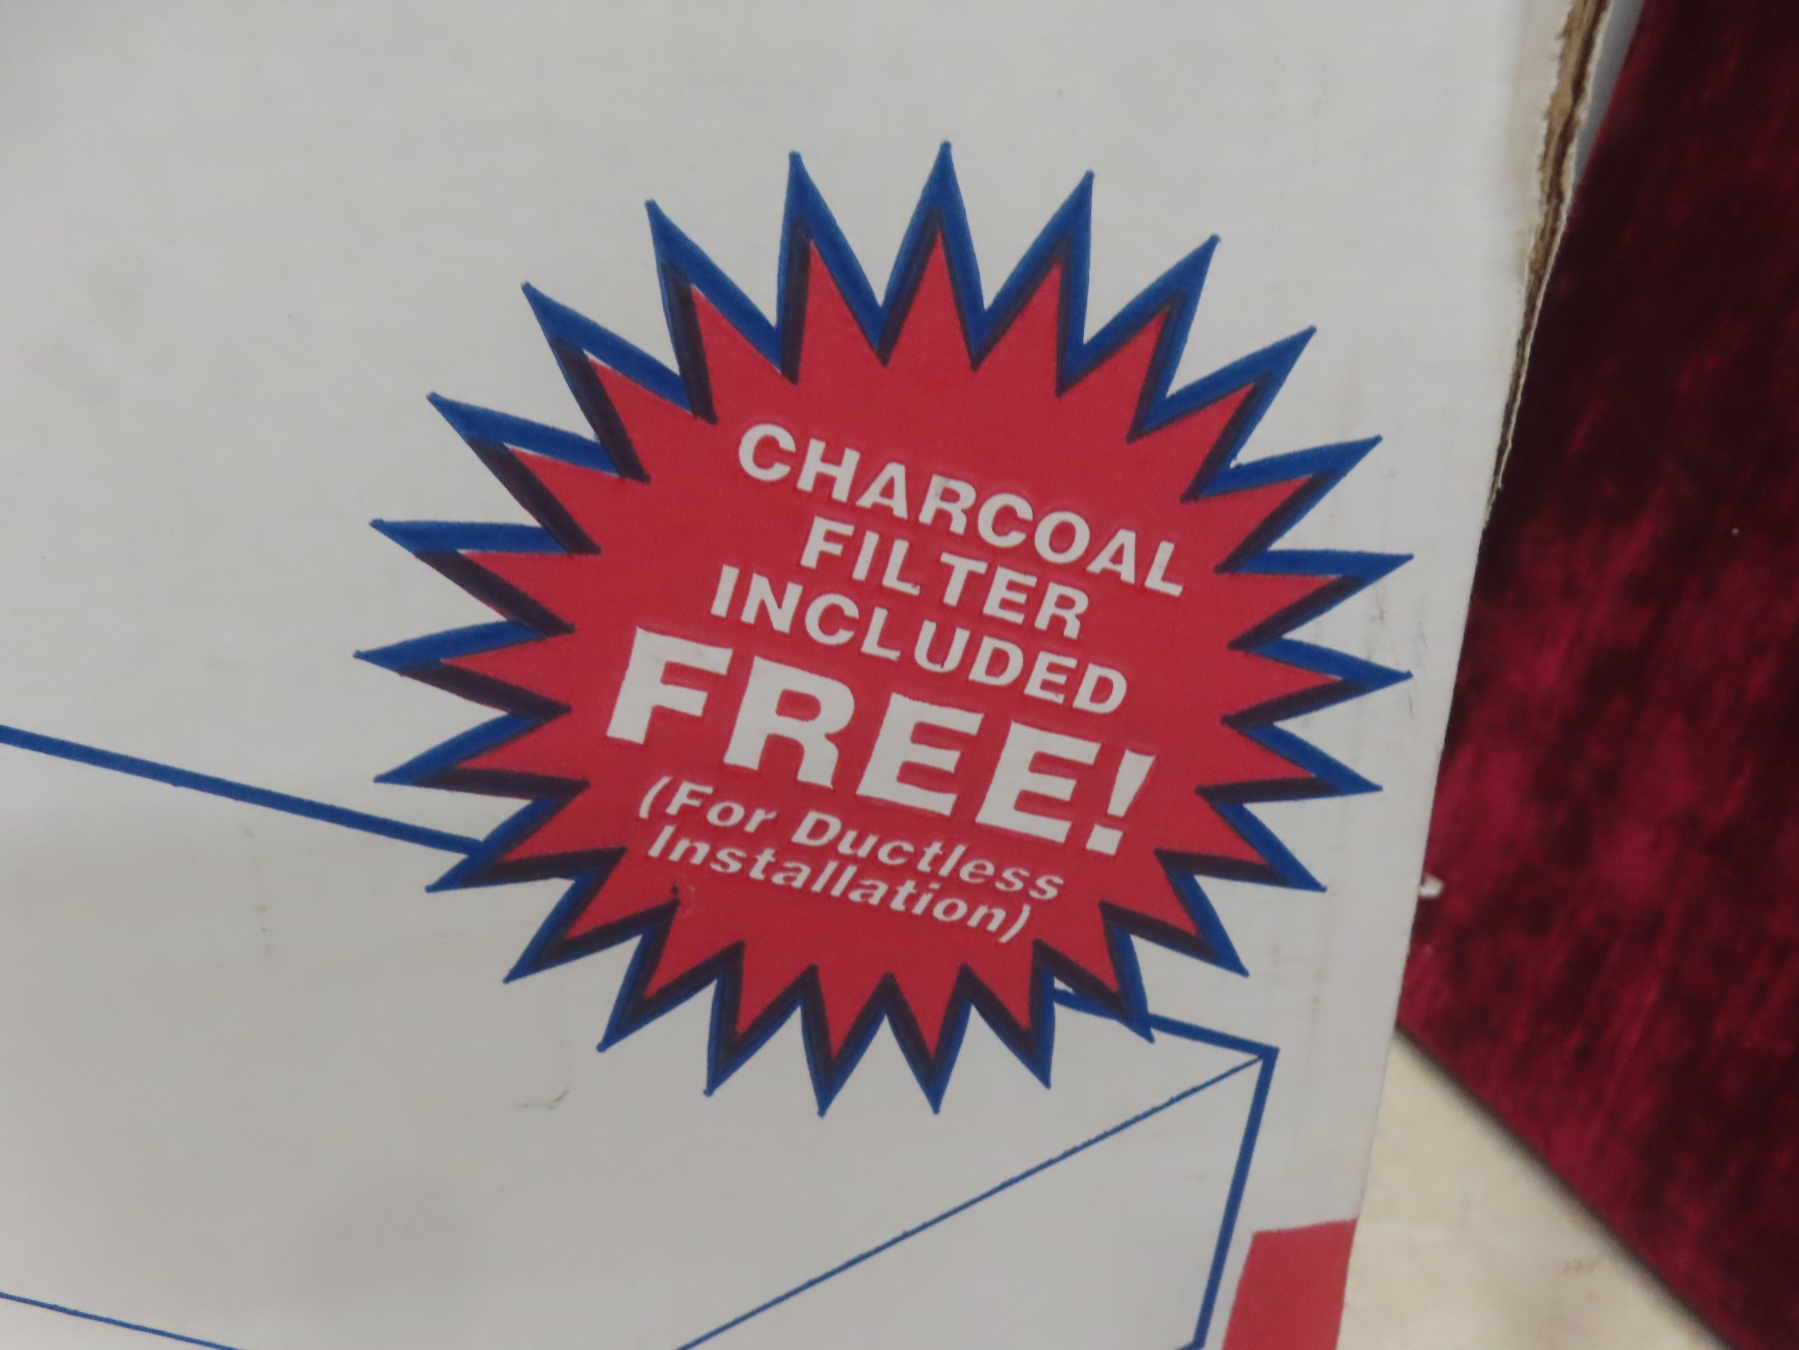 CHARCOAL
FILTER
INCLUDED
FREE!
(For Ductless
Installation)